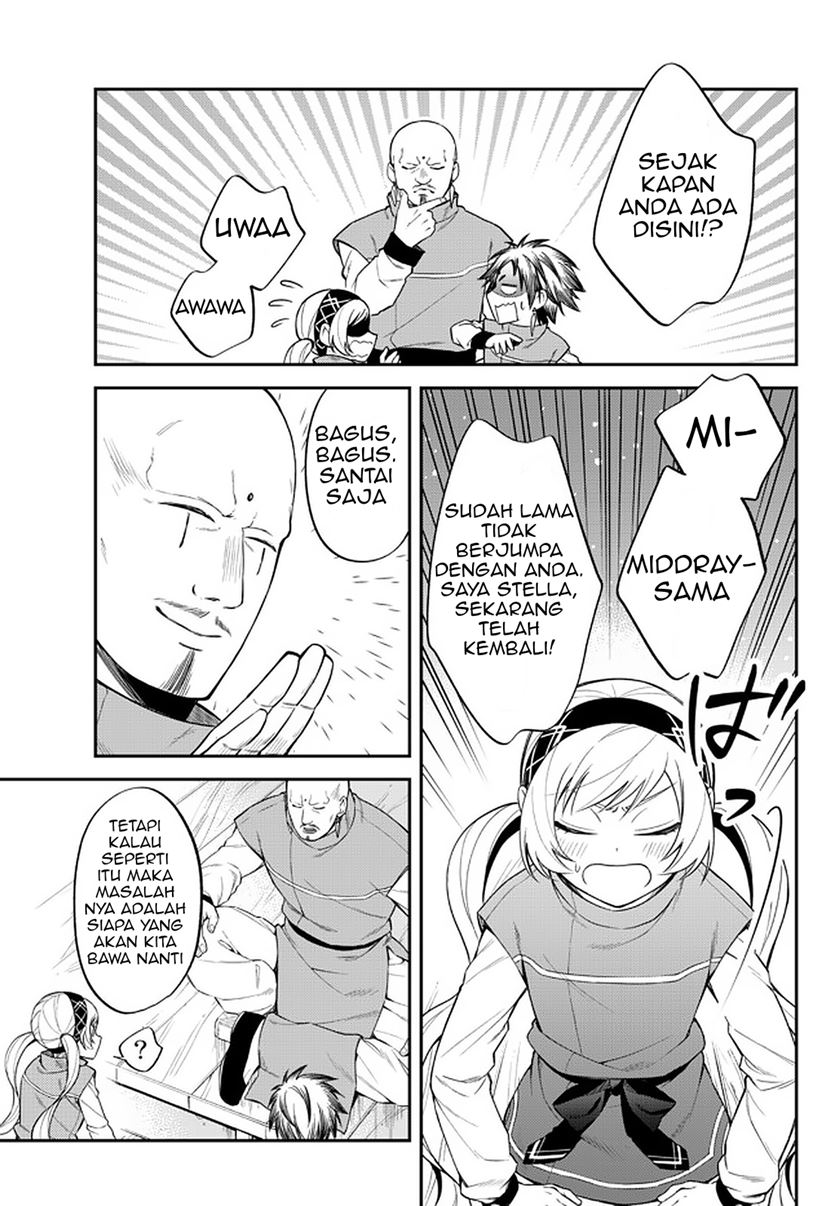 SEJAK
KAPAN
ANDA ADA
DISINI!?
UWAA
AWAWA
MI-
MIDDRAY-
SAMA
SUDAH LAMA
TIDAK
BERJUMPA
DENGAN ANDA.
SAYA STELLA,
SEKARANG
TELAH
KEMBALI!
ばっ
BAGUS,
BAGUS.
SANTAI
SAJA
TETAPI
KALAU
SEPERTI
ITU MAKA
MASALAH
NYA ADALAH
SIAPA YANG
AKAN KITA
BAWA NANTI
?